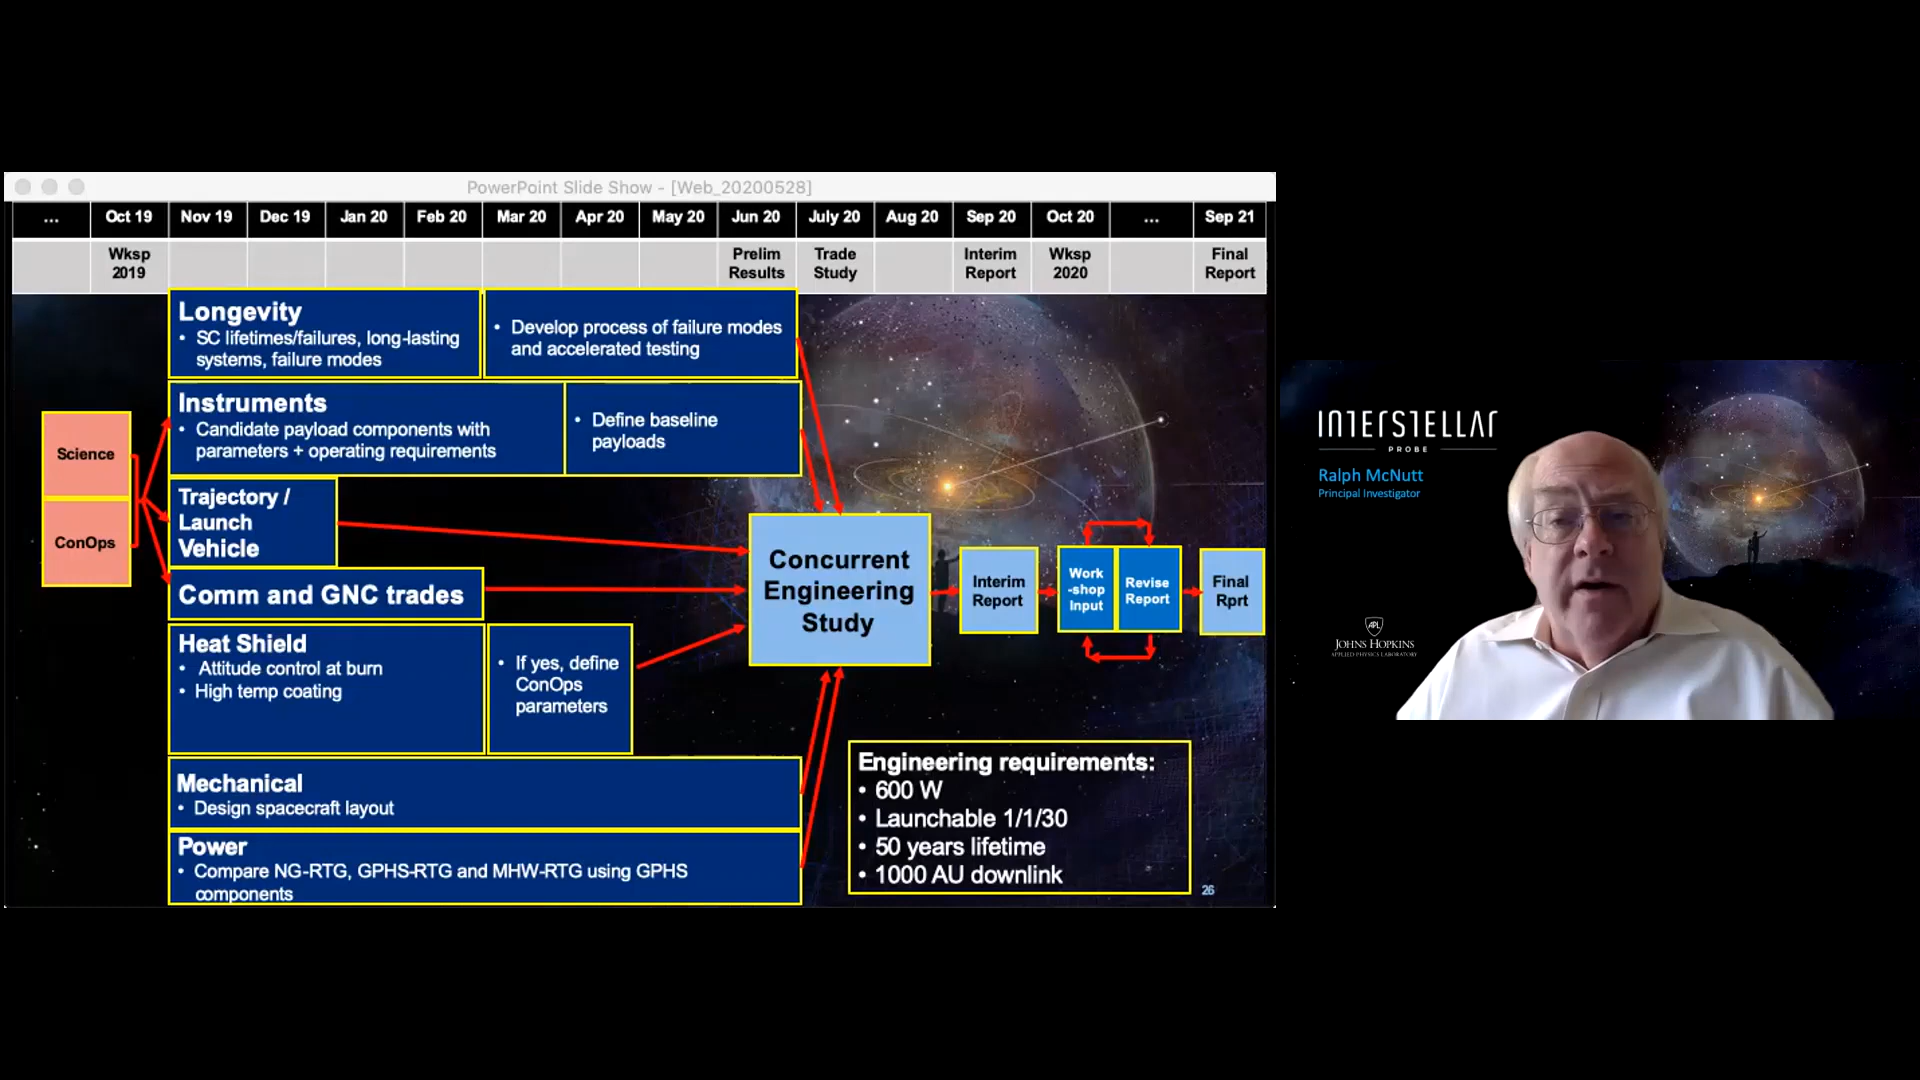 PowerPoint Slide Show - [Web_20200528]
... Oct 19 Nov 19 Dec 19 Jan 20 Feb 20 Mar 20 Apr 20 May 20 Jun 20 July 20 Aug 20 Sep 20 Oct 20 ... Sep 21
Wksp 2019
Prelim Results
Trade Study
Interim Report
Wksp 2020
Final Report
Science
ConOps
Longevity
• SC lifetimes/failures, long-lasting
systems, failure modes
• Develop process of failure modes
and accelerated testing
Instruments
• Candidate payload components with
parameters + operating requirements
• Define baseline
payloads
Trajectory /
Launch
Vehicle
Comm and GNC trades
Heat Shield
• Attitude control at burn
• High temp coating
• If yes, define
ConOps
parameters
Mechanical
• Design spacecraft layout
Power
• Compare NG-RTG, GPHS-RTG and MHW-RTG using GPHS
components
Concurrent
Engineering
Study
Interim
Report
Work
-shop
Input
Revise
Report
Final
Rprt
Engineering requirements:
• 600 W
• Launchable 1/1/30
• 50 years lifetime
• 1000 AU downlink
26
INTERSTELLAR
PROBE
Ralph McNutt
Principal Investigator
APL
JOHNS HOPKINS
APPLIED PHYSICS LABORATORY